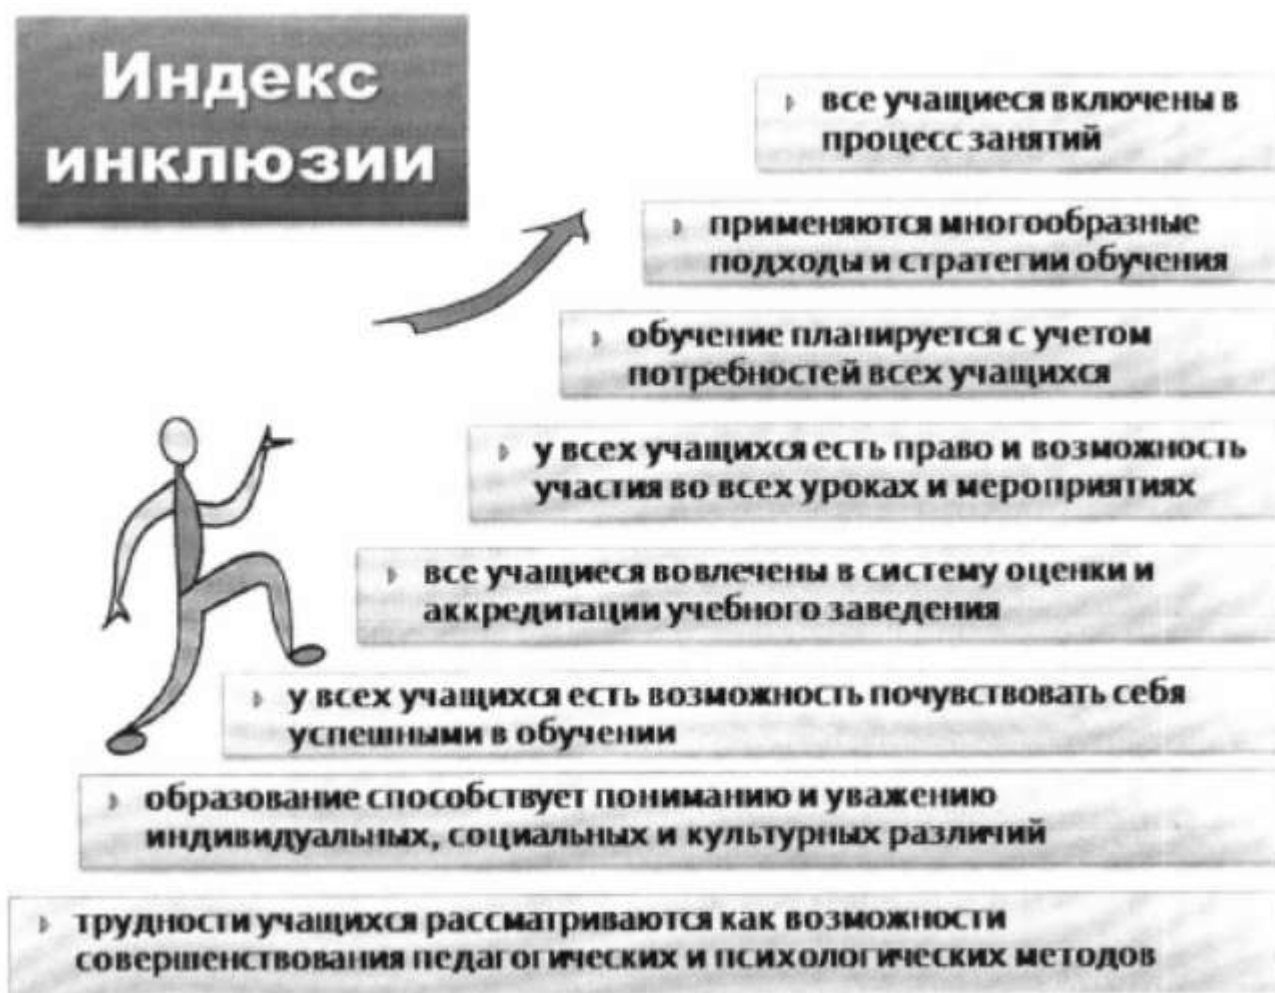 Индекс
инклюзии
все учащиеся включены в
процесс занятий
применяются многообразные
подходы и стратегии обучения
обучение планируется с учетом
потребностей всех учащихся
у всех учащихся есть право и возможность
участия во всех уроках и мероприятиях
все учащиеся вовлечены в систему оценки и
аккредитации учебного заведения
у всех учащихся есть возможность почувствовать себя
успешными в обучении
образование способствует пониманию и уважению
индивидуальных, социальных и культурных различий
трудности учащихся рассматриваются как возможности
совершенствования педагогических и психологических методов